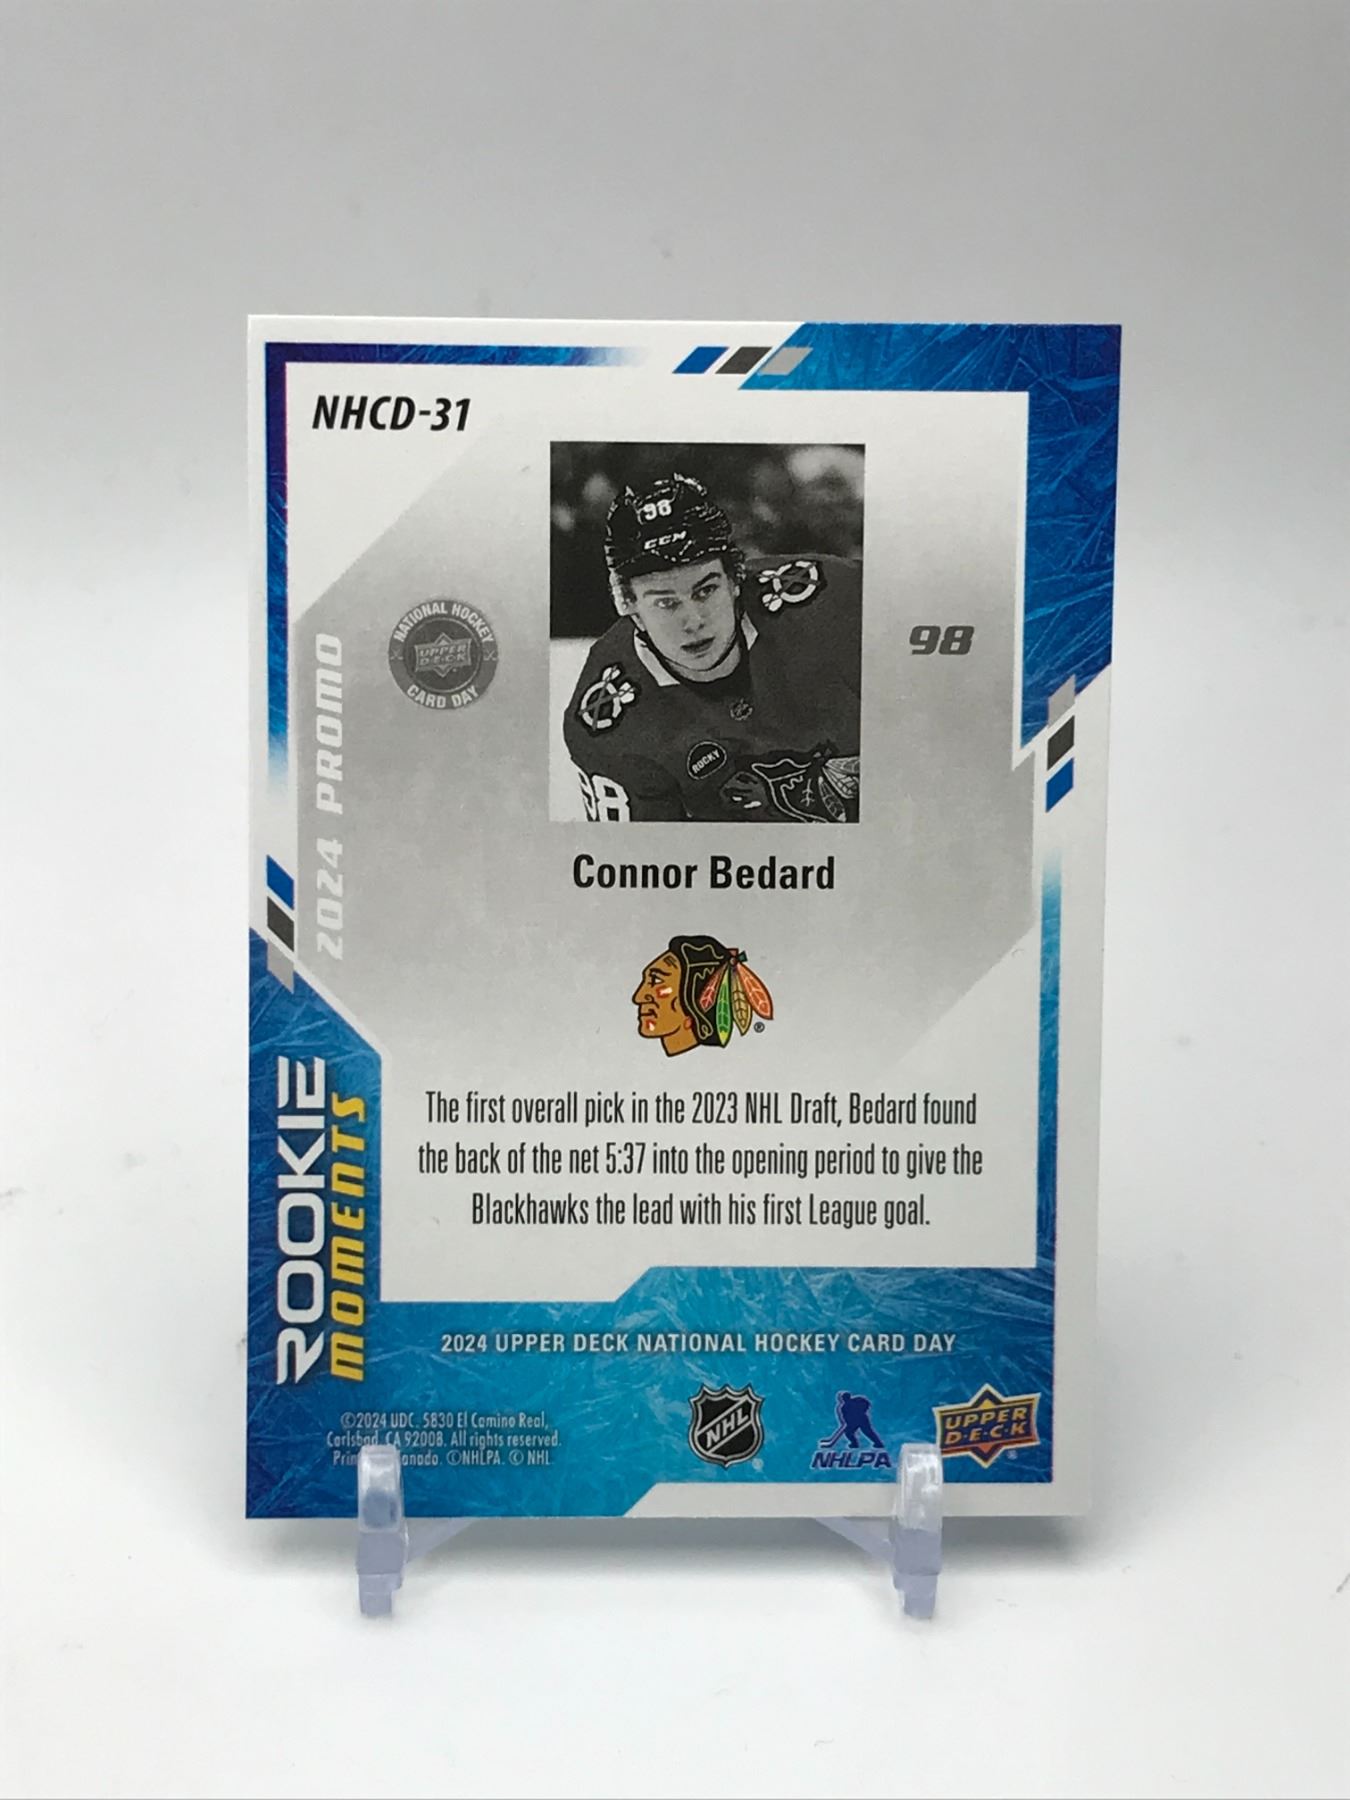 NHCD-31
98
CCM
NATIONAL HOCKEY
UPPER
D·E·C·K
CARD DAY
98
2024 PROMO
ROCKY
98
Connor Bedard
®
The first overall pick in the 2023 NHL Draft, Bedard found
the back of the net 5:37 into the opening period to give the
Blackhawks the lead with his first League goal.
ROOKIE
MOMENTS
2024 UPPER DECK NATIONAL HOCKEY CARD DAY
©2024 UDC. 5830 El Camino Real,
Carlsbad, CA 92008. All rights reserved.
©NHLPA. © NHL
NHL
NHLPA
UPPER
D·E·C·K